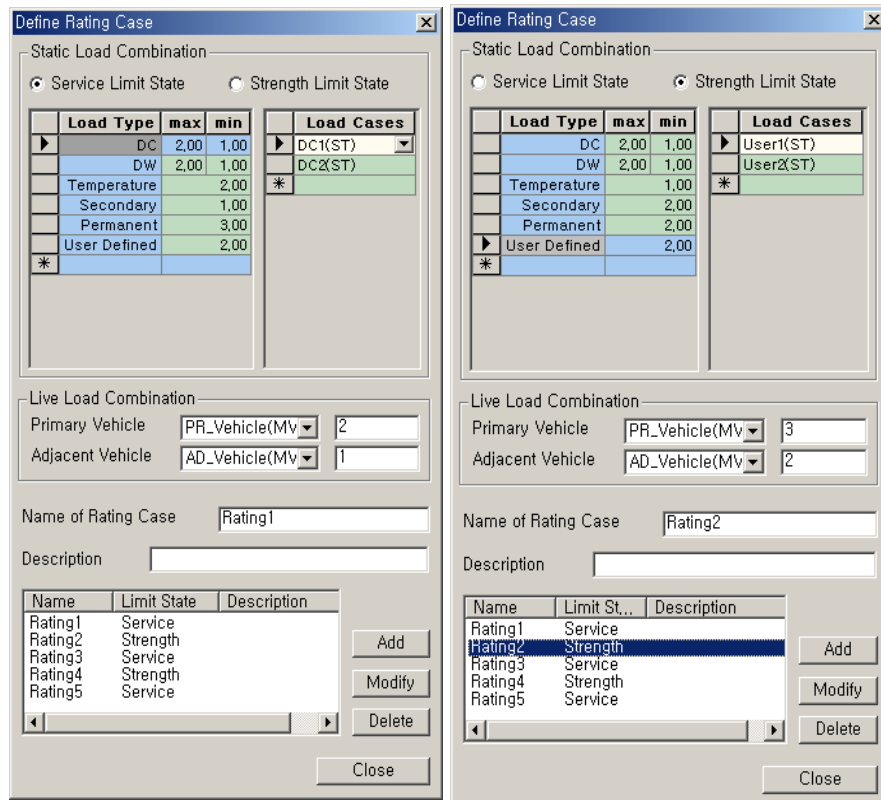 Define Rating Case
Static Load Combination
Service Limit State Strength Limit State
Load Type max min
DC 2,00 1,00
DW 2,00 1,00
Temperature 2,00
Secondary 1,00
Permanent 3,00
User Defined 2,00
Load Cases
DC1(ST)
DC2(ST)
Live Load Combination
Primary Vehicle PR_Vehicle(MV 2
Adjacent Vehicle AD_Vehicle(MV 1
Name of Rating Case Rating1
Description
Name Limit State Description
Rating1 Service
Rating2 Strength
Rating3 Service
Rating4 Strength
Rating5 Service
Add
Modify
Delete
Close
Define Rating Case
Static Load Combination
Service Limit State Strength Limit State
Load Type max min
DC 2,00 1,00
DW 2,00 1,00
Temperature 1,00
Secondary 2,00
Permanent 2,00
User Defined 2,00
Load Cases
User1(ST)
User2(ST)
Live Load Combination
Primary Vehicle PR_Vehicle(MV 3
Adjacent Vehicle AD_Vehicle(MV 2
Name of Rating Case Rating2
Description
Name Limit St... Description
Rating1 Service
Rating2 Strength
Rating3 Service
Rating4 Strength
Rating5 Service
Add
Modify
Delete
Close